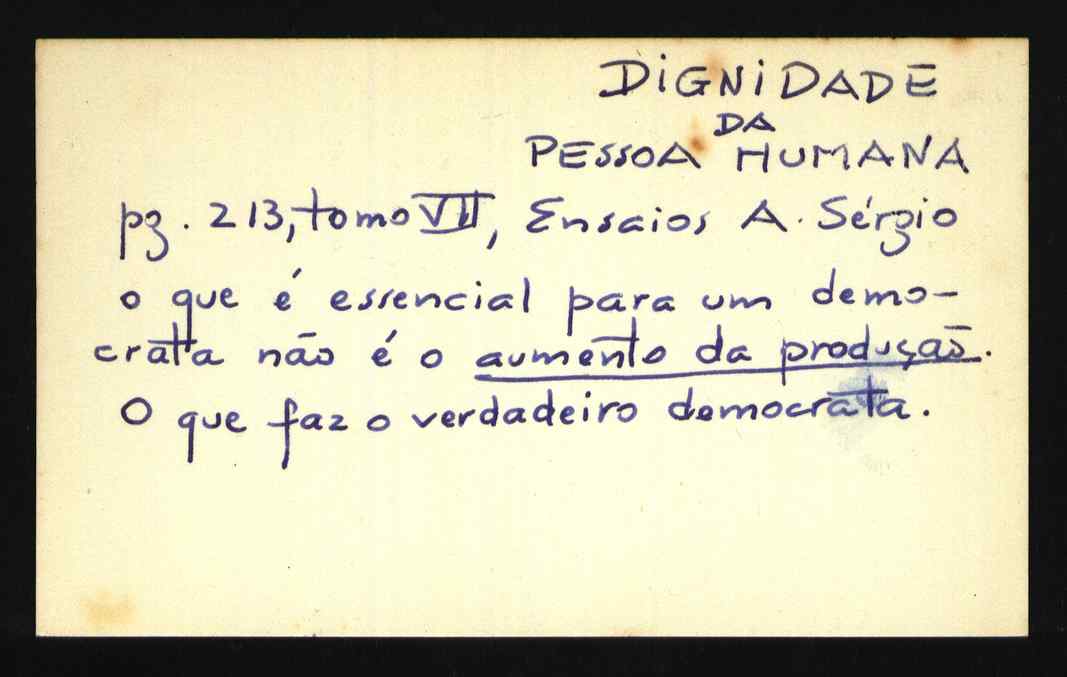 DIGNIDADE
DA
PESSOA HUMANA
pg. 213, tomo VII, Ensaios A. Sérgio
o que é essencial para um demo-
crata não é o aumento da produção.
O que faz o verdadeiro democrata.